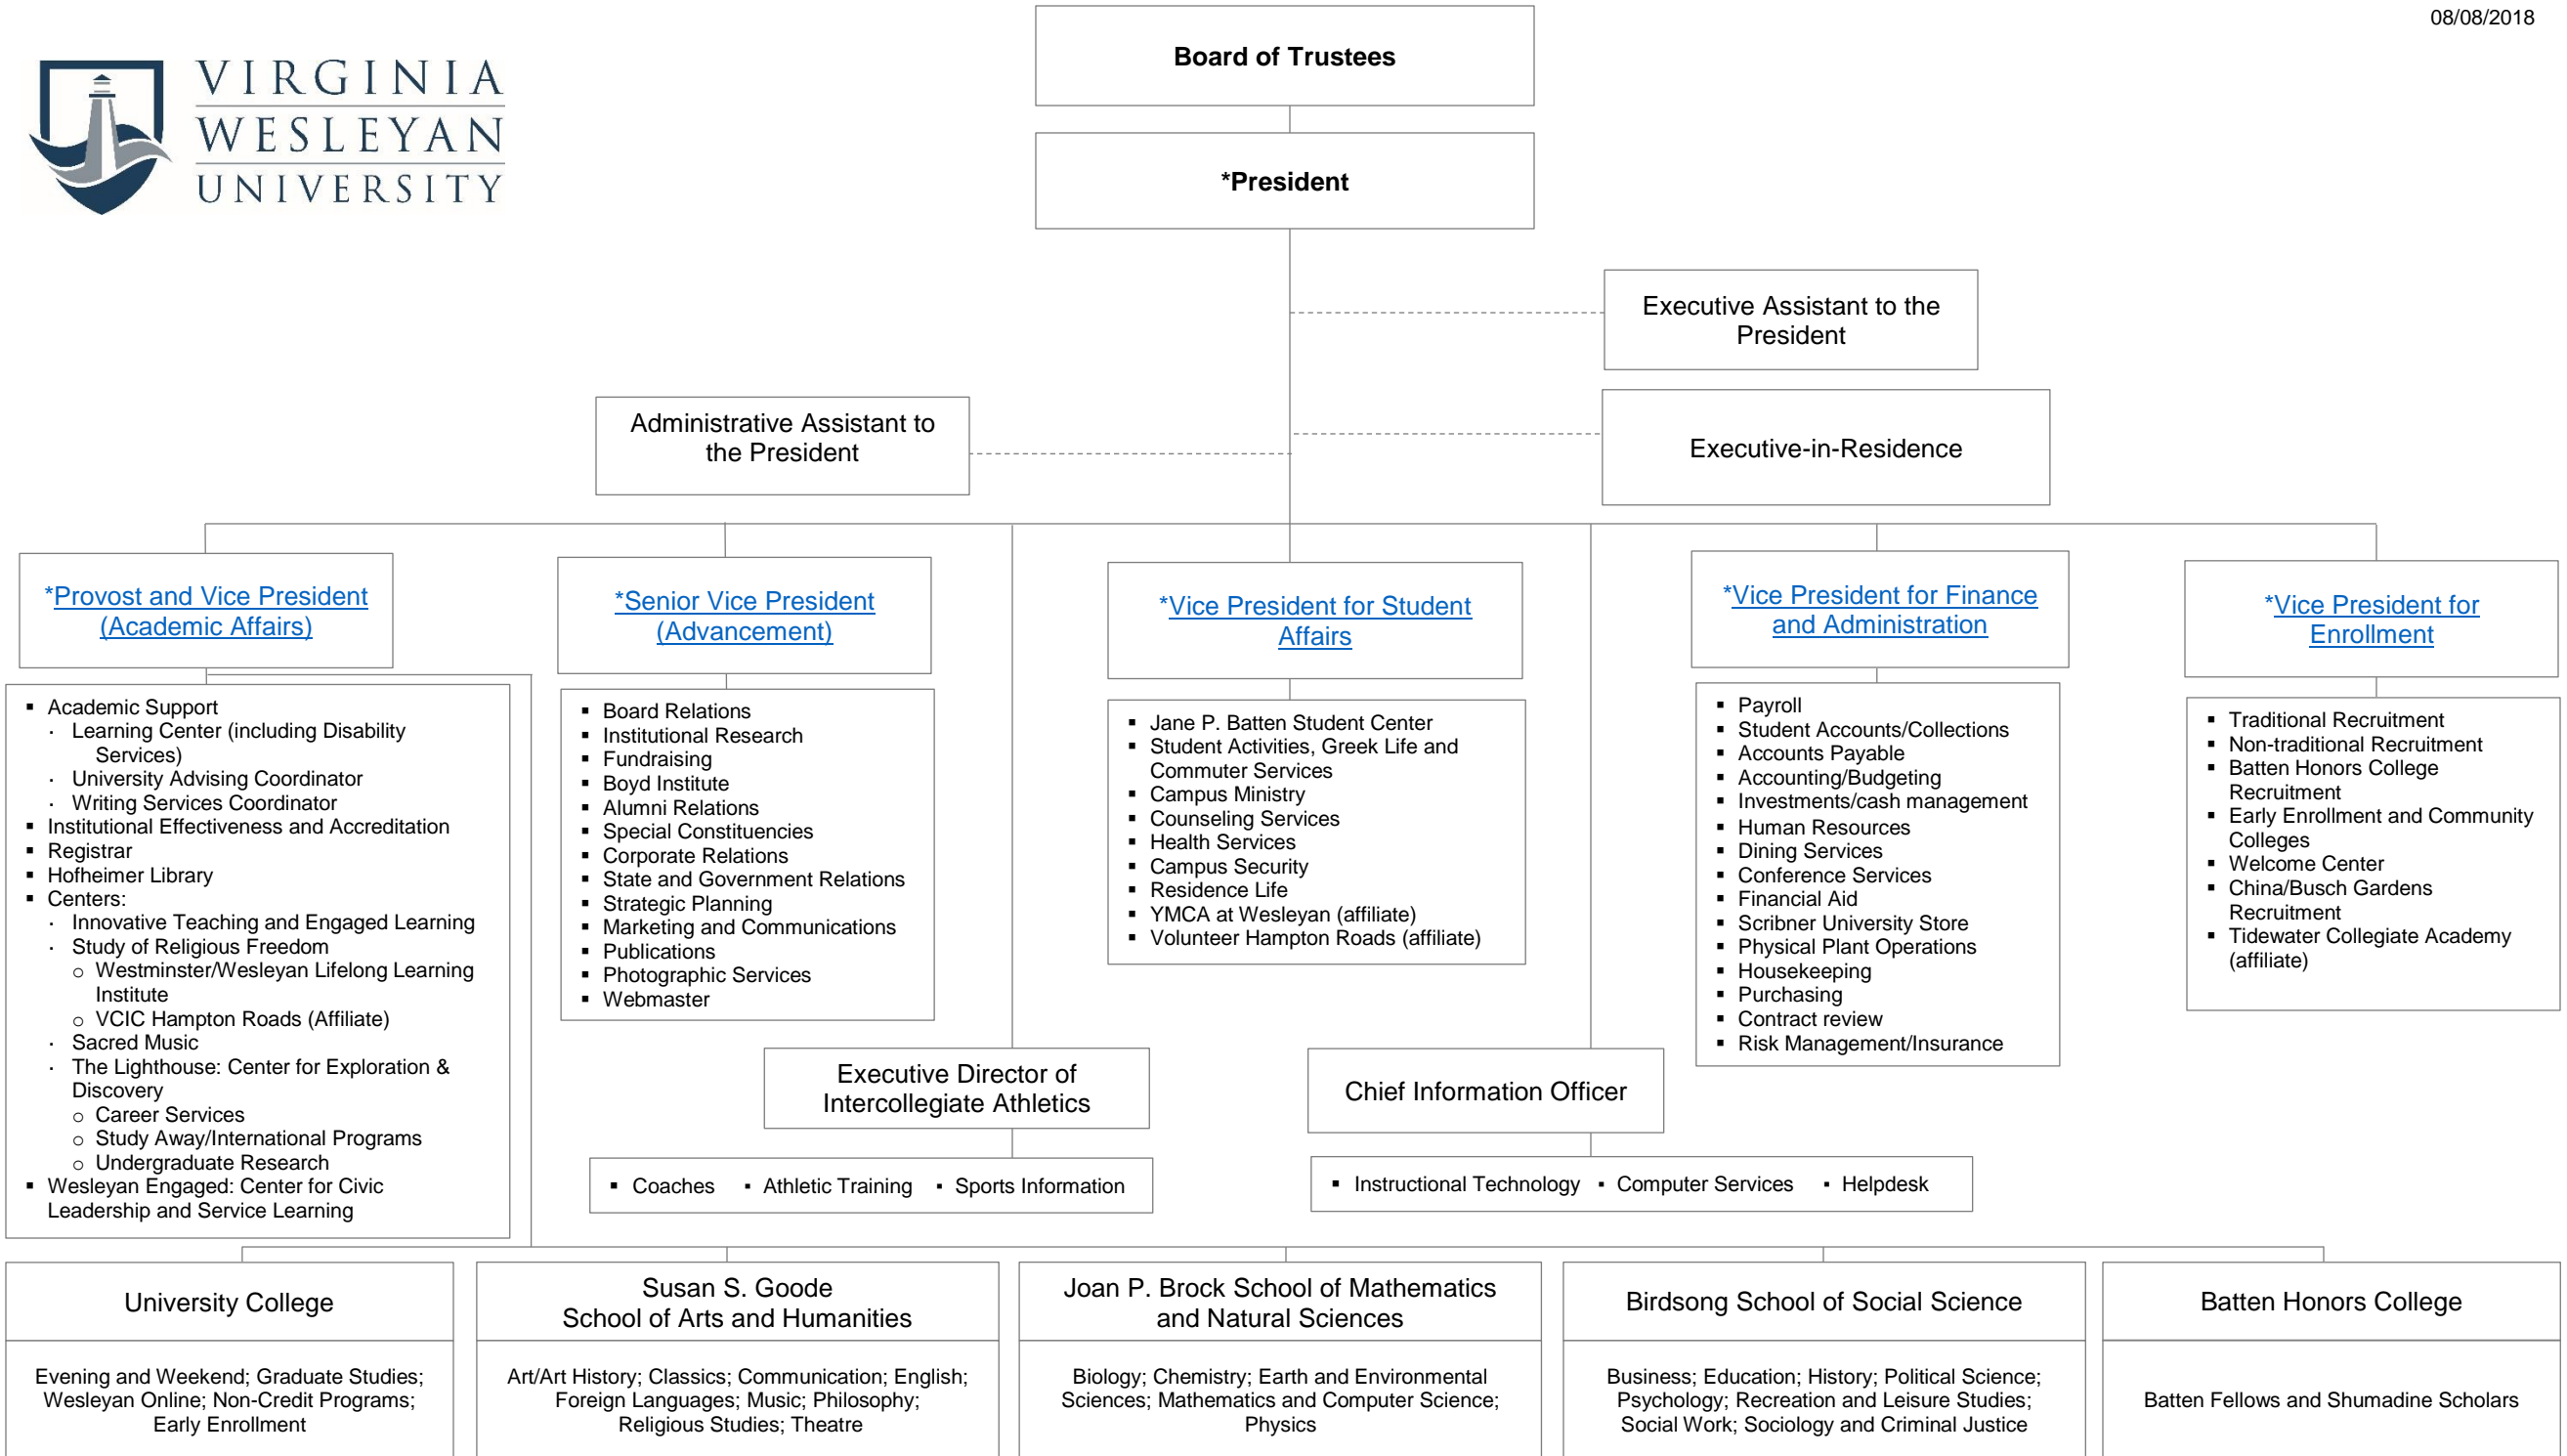 08/08/2018
VIRGINIA
WESLEYAN
UNIVERSITY
Board of Trustees
*President
Executive Assistant to the
President
Administrative Assistant to
the President
Executive-in-Residence
*Provost and Vice President
(Academic Affairs)
*Senior Vice President
(Advancement)
*Vice President for Student
Affairs
*Vice President for Finance
and Administration
*Vice President for
Enrollment
▪ Academic Support
· Learning Center (including Disability
Services)
· University Advising Coordinator
· Writing Services Coordinator
▪ Institutional Effectiveness and Accreditation
▪ Registrar
▪ Hofheimer Library
▪ Centers:
· Innovative Teaching and Engaged Learning
· Study of Religious Freedom
o Westminster/Wesleyan Lifelong Learning
Institute
o VCIC Hampton Roads (Affiliate)
· Sacred Music
· The Lighthouse: Center for Exploration &
Discovery
o Career Services
o Study Away/International Programs
o Undergraduate Research
▪ Wesleyan Engaged: Center for Civic
Leadership and Service Learning
▪ Board Relations
▪ Institutional Research
▪ Fundraising
▪ Boyd Institute
▪ Alumni Relations
▪ Special Constituencies
▪ Corporate Relations
▪ State and Government Relations
▪ Strategic Planning
▪ Marketing and Communications
▪ Publications
▪ Photographic Services
▪ Webmaster
▪ Jane P. Batten Student Center
▪ Student Activities, Greek Life and
Commuter Services
▪ Campus Ministry
▪ Counseling Services
▪ Health Services
▪ Campus Security
▪ Residence Life
▪ YMCA at Wesleyan (affiliate)
▪ Volunteer Hampton Roads (affiliate)
▪ Payroll
▪ Student Accounts/Collections
▪ Accounts Payable
▪ Accounting/Budgeting
▪ Investments/cash management
▪ Human Resources
▪ Dining Services
▪ Conference Services
▪ Financial Aid
▪ Scribner University Store
▪ Physical Plant Operations
▪ Housekeeping
▪ Purchasing
▪ Contract review
▪ Risk Management/Insurance
▪ Traditional Recruitment
▪ Non-traditional Recruitment
▪ Batten Honors College
Recruitment
▪ Early Enrollment and Community
Colleges
▪ Welcome Center
▪ China/Busch Gardens
Recruitment
▪ Tidewater Collegiate Academy
(affiliate)
Executive Director of
Intercollegiate Athletics
▪ Coaches ▪ Athletic Training ▪ Sports Information
Chief Information Officer
▪ Instructional Technology ▪ Computer Services ▪ Helpdesk
University College
Evening and Weekend; Graduate Studies;
Wesleyan Online; Non-Credit Programs;
Early Enrollment
Susan S. Goode
School of Arts and Humanities
Art/Art History; Classics; Communication; English;
Foreign Languages; Music; Philosophy;
Religious Studies; Theatre
Joan P. Brock School of Mathematics
and Natural Sciences
Biology; Chemistry; Earth and Environmental
Sciences; Mathematics and Computer Science;
Physics
Birdsong School of Social Science
Business; Education; History; Political Science;
Psychology; Recreation and Leisure Studies;
Social Work; Sociology and Criminal Justice
Batten Honors College
Batten Fellows and Shumadine Scholars